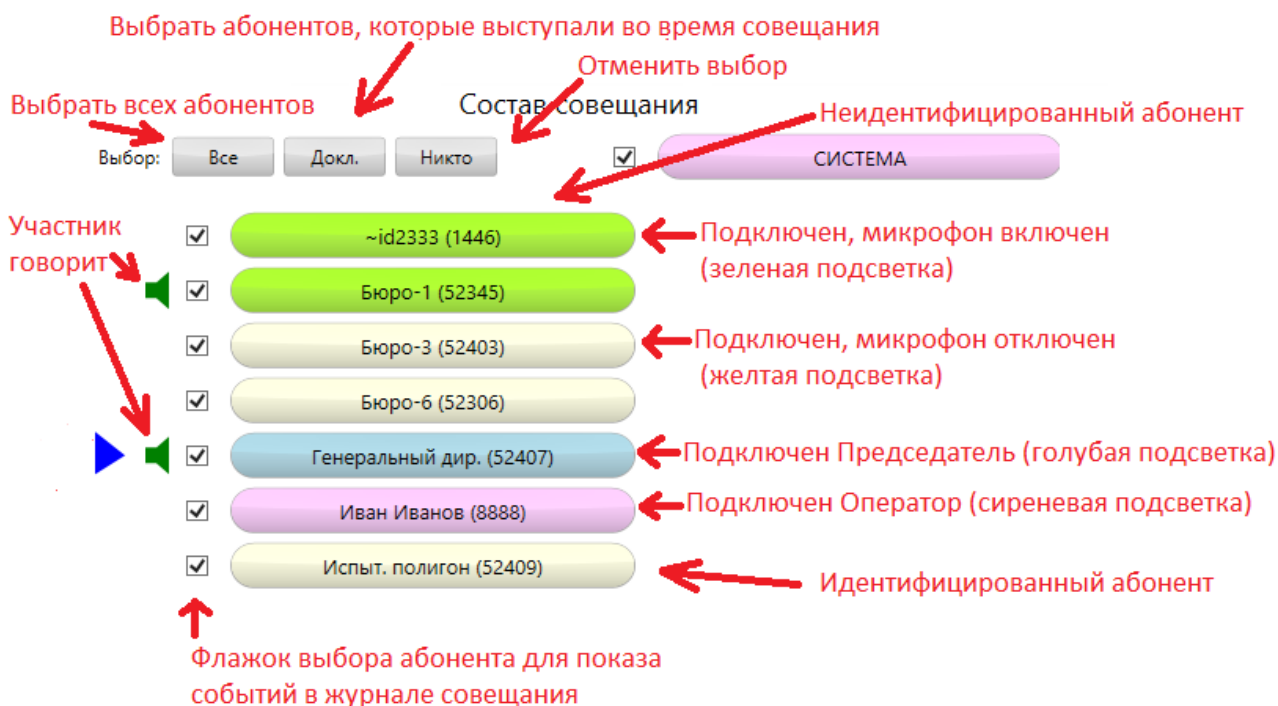 Выбрать абонентов, которые выступали во время совещания
Отменить выбор
Выбрать всех абонентов
Состав совещания
Неидентифицированный абонент
Выбор:
Все
Докл.
Никто
СИСТЕМА
Участник
говорит
~id2333 (1446)
Подключен, микрофон включен
(зеленая подсветка)
Бюро-1 (52345)
Бюро-3 (52403)
Подключен, микрофон отключен
(желтая подсветка)
Бюро-6 (52306)
Генеральный дир. (52407)
Подключен Председатель (голубая подсветка)
Иван Иванов (8888)
Подключен Оператор (сиреневая подсветка)
Испыт. полигон (52409)
Идентифицированный абонент
Флажок выбора абонента для показа
событий в журнале совещания